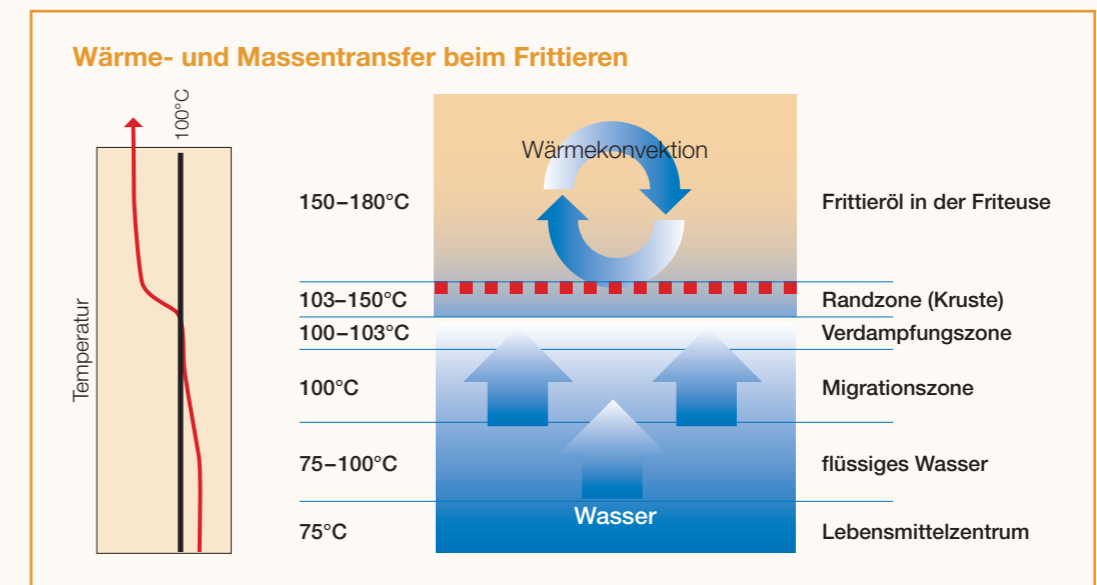 Wärme- und Massentransfer beim Frittieren
100°C
Temperatur
Wärmekonvektion
150–180°C
Frittieröl in der Friteuse
103–150°C
Randzone (Kruste)
100–103°C
Verdampfungszone
100°C
Migrationszone
75–100°C
flüssiges Wasser
Wasser
75°C
Lebensmittelzentrum